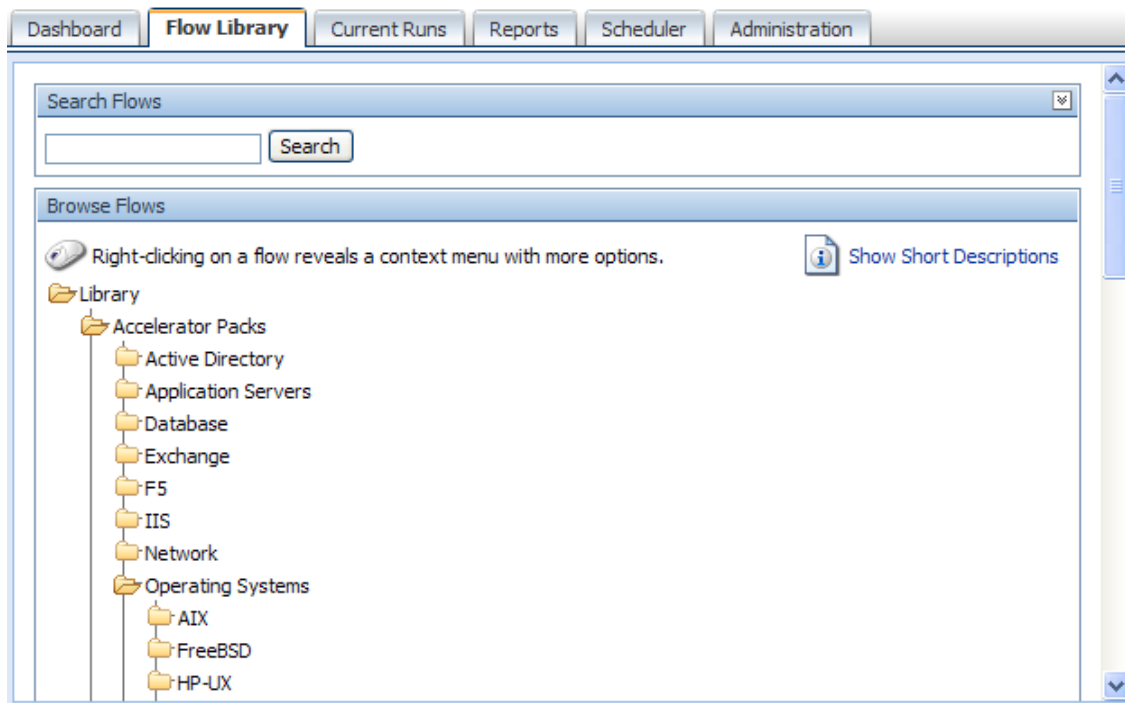 Dashboard Flow Library Current Runs Reports Scheduler Administration
Search Flows
Search
Browse Flows
Right-clicking on a flow reveals a context menu with more options. Show Short Descriptions
Library
Accelerator Packs
Active Directory
Application Servers
Database
Exchange
F5
IIS
Network
Operating Systems
AIX
FreeBSD
HP-UX